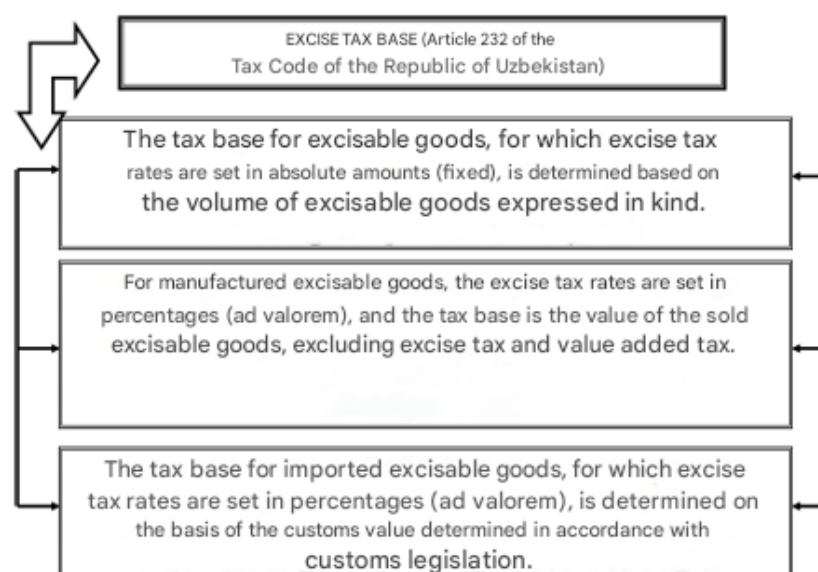 EXCISE TAX BASE (Article 232 of the
Tax Code of the Republic of Uzbekistan)
The tax base for excisable goods, for which excise tax
rates are set in absolute amounts (fixed), is determined based on
the volume of excisable goods expressed in kind.
For manufactured excisable goods, the excise tax rates are set in
percentages (ad valorem), and the tax base is the value of the sold
excisable goods, excluding excise tax and value added tax.
The tax base for imported excisable goods, for which excise
tax rates are set in percentages (ad valorem), is determined on
the basis of the customs value determined in accordance with
customs legislation.